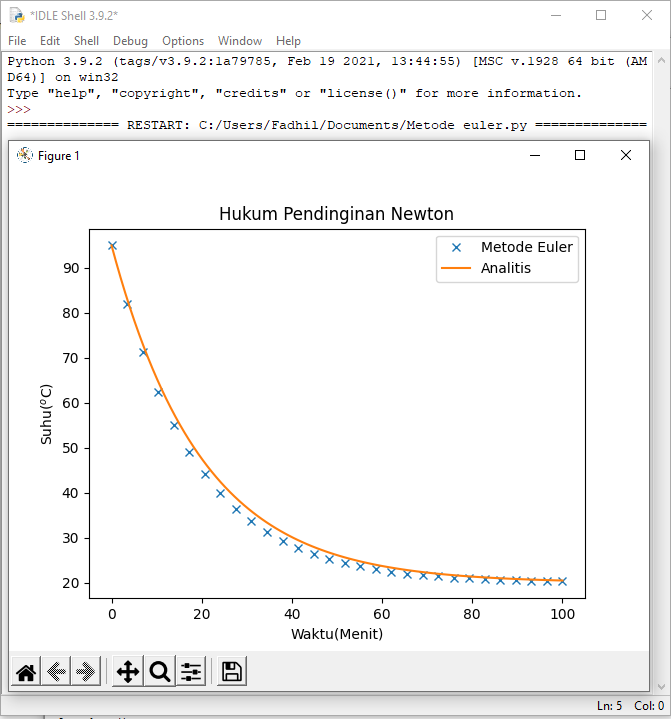 *IDLE Shell 3.9.2*
File Edit Shell Debug Options Window Help
Python 3.9.2 (tags/v3.9.2:1a79785, Feb 19 2021, 13:44:55) [MSC v.1928 64 bit (AM
D64)] on win32
Type "help", "copyright", "credits" or "license()" for more information.
>>>
============== RESTART: C:/Users/Fadhil/Documents/Metode euler.py ==============
Figure 1
Hukum Pendinginan Newton
Metode Euler
Analitis
90
80
70
60
50
40
30
20
Suhu(°C)
0 20 40 60 80 100
Waktu(Menit)
Ln: 5 Col: 0